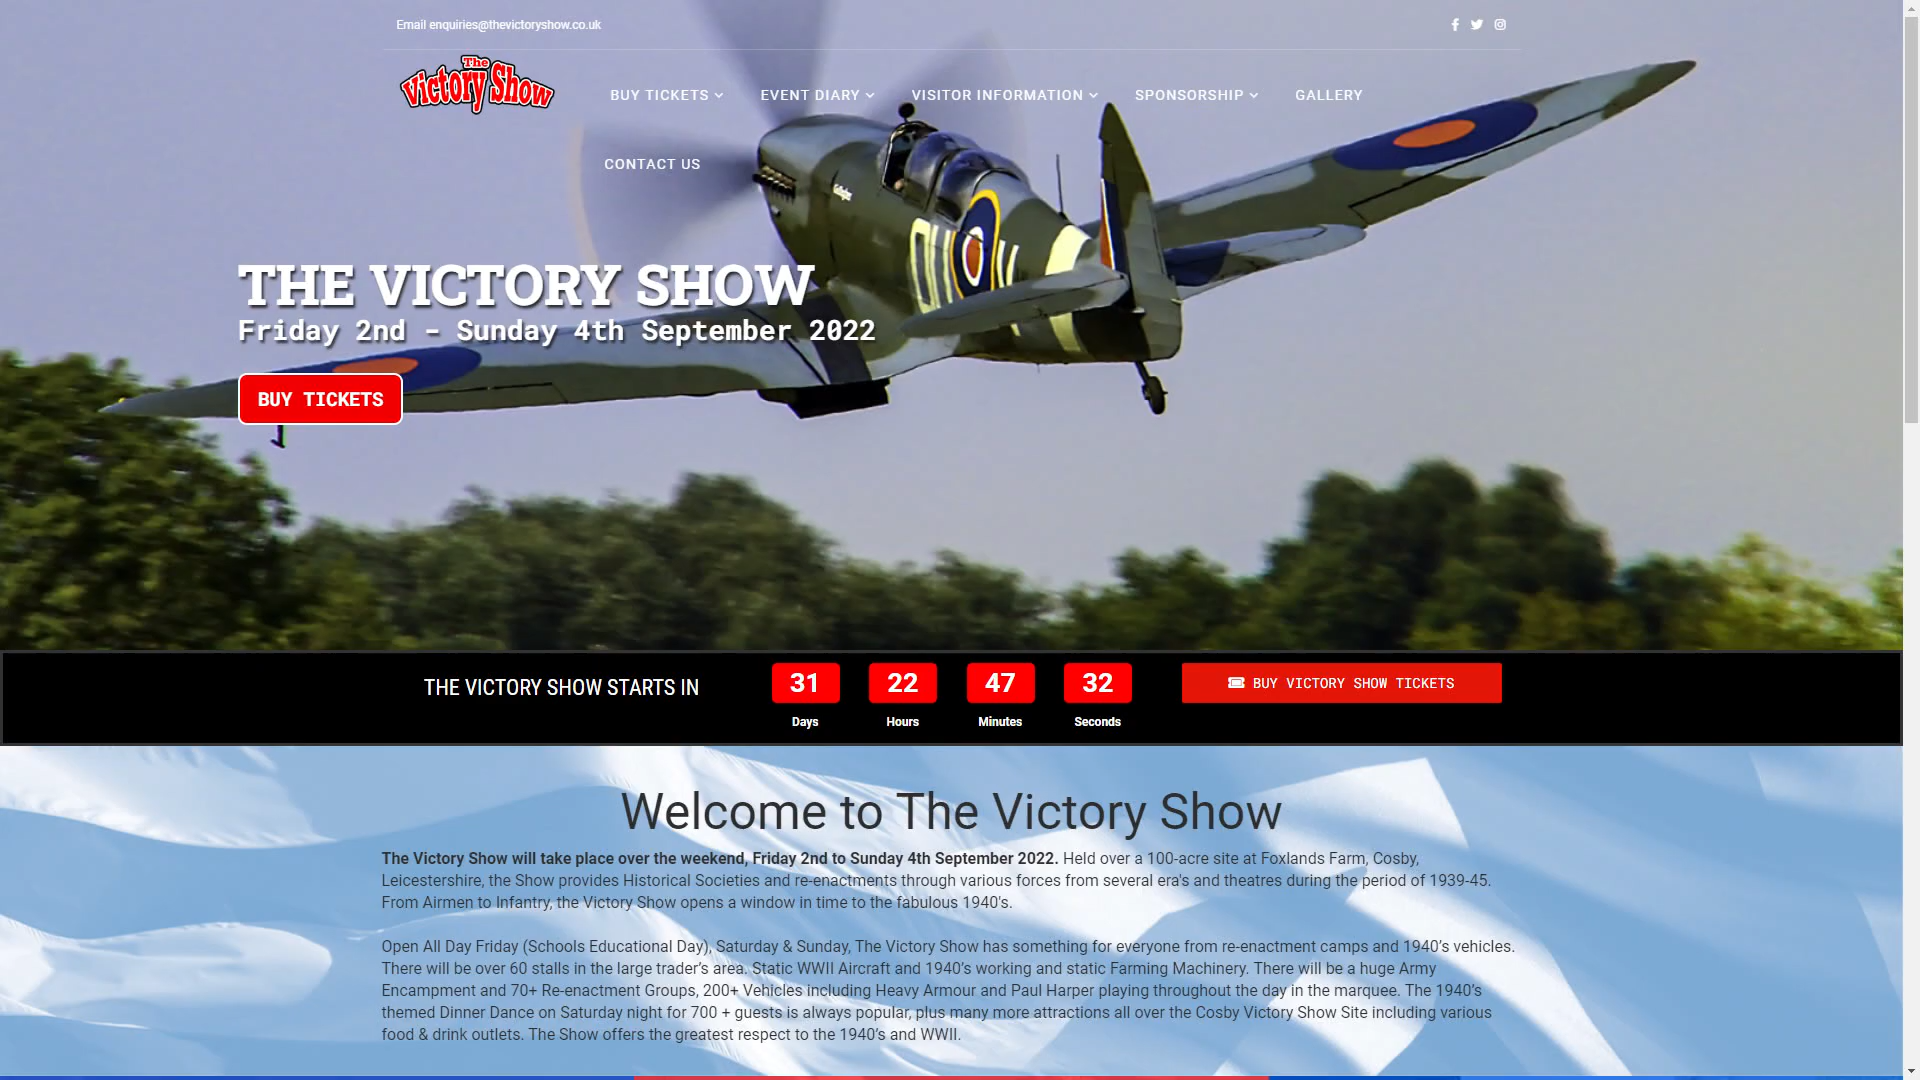 Email enquiries@thevictoryshow.co.uk
The
Victory Show
BUY TICKETS
EVENT DIARY
VISITOR INFORMATION
SPONSORSHIP
GALLERY
CONTACT US
THE VICTORY SHOW
Friday 2nd - Sunday 4th September 2022
BUY TICKETS
THE VICTORY SHOW STARTS IN
31 22 47 32
Days Hours Minutes Seconds
BUY VICTORY SHOW TICKETS
Welcome to The Victory Show
The Victory Show will take place over the weekend, Friday 2nd to Sunday 4th September 2022. Held over a 100-acre site at Foxlands Farm, Cosby,
Leicestershire, the Show provides Historical Societies and re-enactments through various forces from several era's and theatres during the period of 1939-45.
From Airmen to Infantry, the Victory Show opens a window in time to the fabulous 1940's.
Open All Day Friday (Schools Educational Day), Saturday & Sunday, The Victory Show has something for everyone from re-enactment camps and 1940’s vehicles.
There will be over 60 stalls in the large trader’s area. Static WWII Aircraft and 1940’s working and static Farming Machinery. There will be a huge Army
Encampment and 70+ Re-enactment Groups, 200+ Vehicles including Heavy Armour and Paul Harper playing throughout the day in the marquee. The 1940’s
themed Dinner Dance on Saturday night for 700 + guests is always popular, plus many more attractions all over the Cosby Victory Show Site including various
food & drink outlets. The Show offers the greatest respect to the 1940’s and WWII.